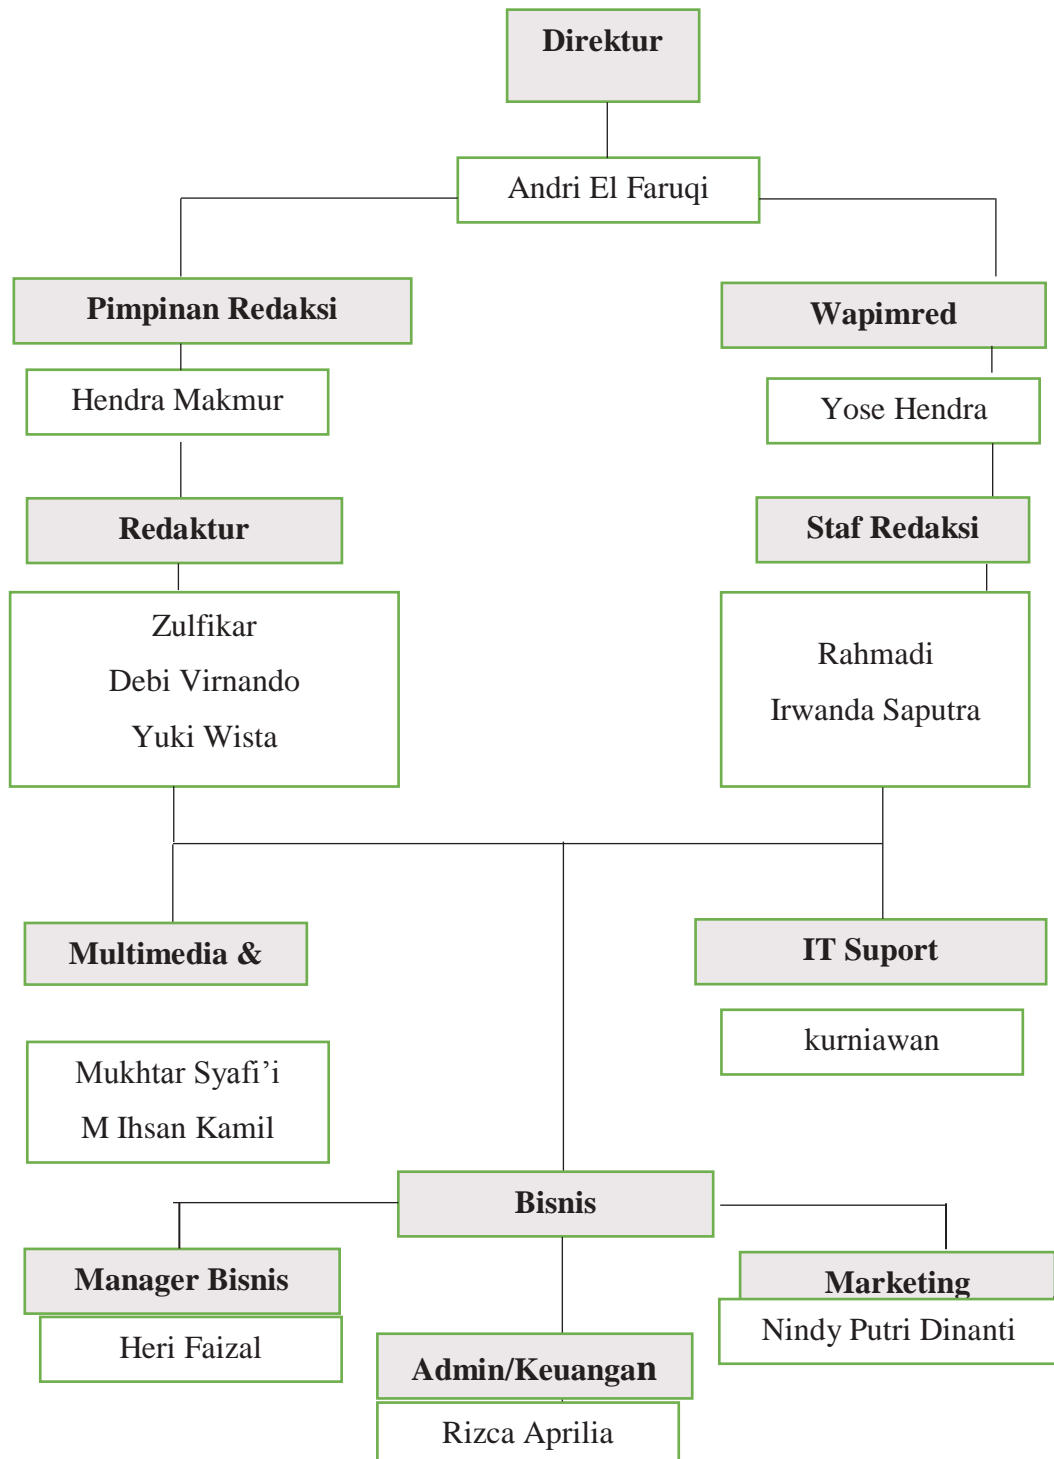 Direktur
Andri El Faruqi
Pimpinan Redaksi
Wapimred
Hendra Makmur
Yose Hendra
Redaktur
Staf Redaksi
Zulfikar
Debi Virnando
Yuki Wista
Rahmadi
Irwanda Saputra
Multimedia &
IT Suport
kurniawan
Mukhtar Syafi’i
M Ihsan Kamil
Bisnis
Manager Bisnis
Heri Faizal
Marketing
Nindy Putri Dinanti
Admin/Keuangan
Rizca Aprilia